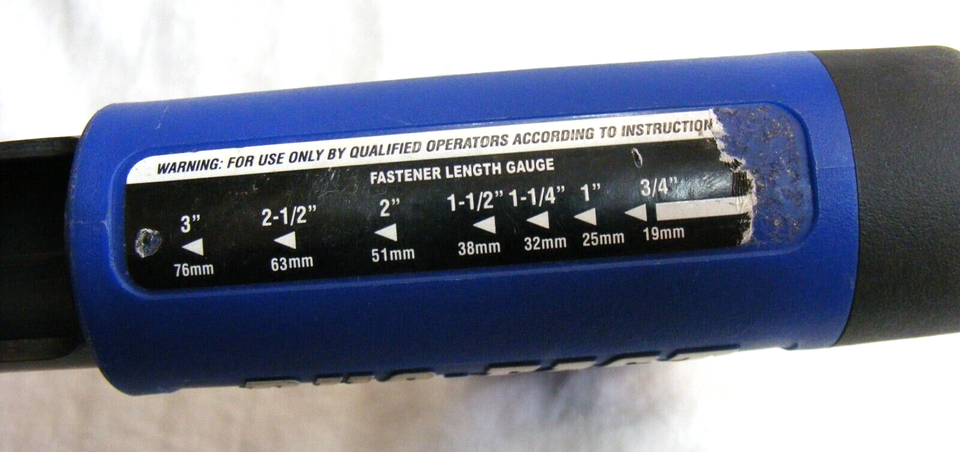 WARNING: FOR USE ONLY BY QUALIFIED OPERATORS ACCORDING TO INSTRUCTION
FASTENER LENGTH GAUGE
3" 2-1/2" 2" 1-1/2" 1-1/4" 1" 3/4"
76mm 63mm 51mm 38mm 32mm 25mm 19mm